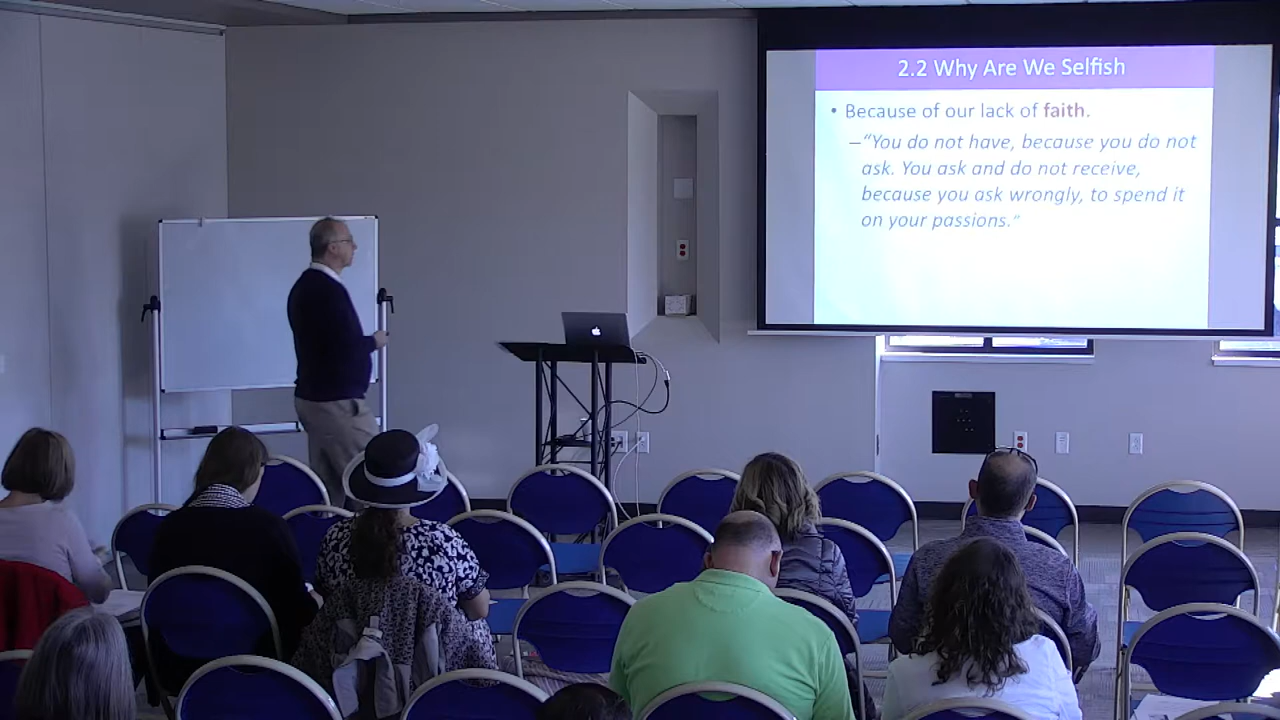 2.2 Why Are We Selfish
• Because of our lack of faith.
–"You do not have, because you do not
ask. You ask and do not receive,
because you ask wrongly, to spend it
on your passions."